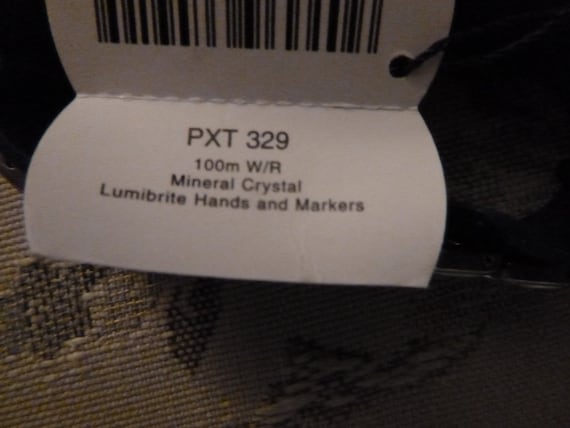 PXT 329
100m W/R
Mineral Crystal
Lumibrite Hands and Markers